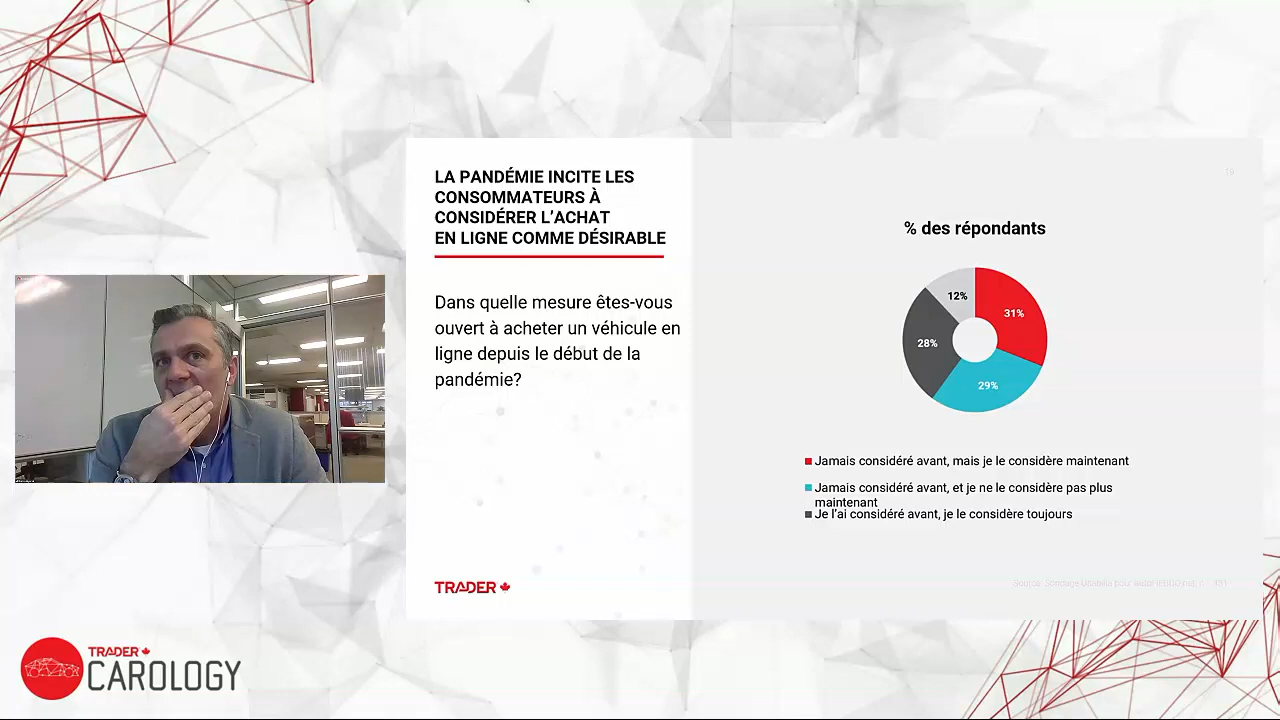 LA PANDÉMIE INCITE LES
CONSOMMATEURS À
CONSIDÉRER L'ACHAT
EN LIGNE COMME DÉSIRABLE
Dans quelle mesure êtes-vous
ouvert à acheter un véhicule en
ligne depuis le début de la
pandémie?
TRADER
19
% des répondants
12%
31%
28%
29%
Jamais considéré avant, mais je le considère maintenant
Jamais considéré avant, et je ne le considère pas plus
maintenant
Je l'ai considéré avant, je le considère toujours
Source: Sondage
TRADER
CAROLOGY